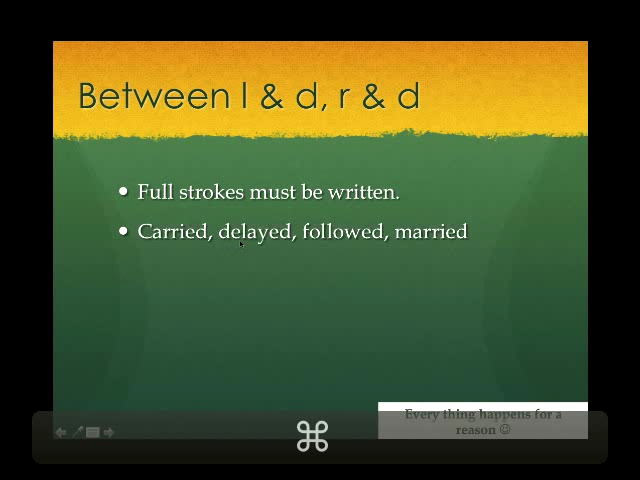 Between l & d, r & d
• Full strokes must be written.
• Carried, delayed, followed, married
Every thing happens for a
reason ☺
⌘